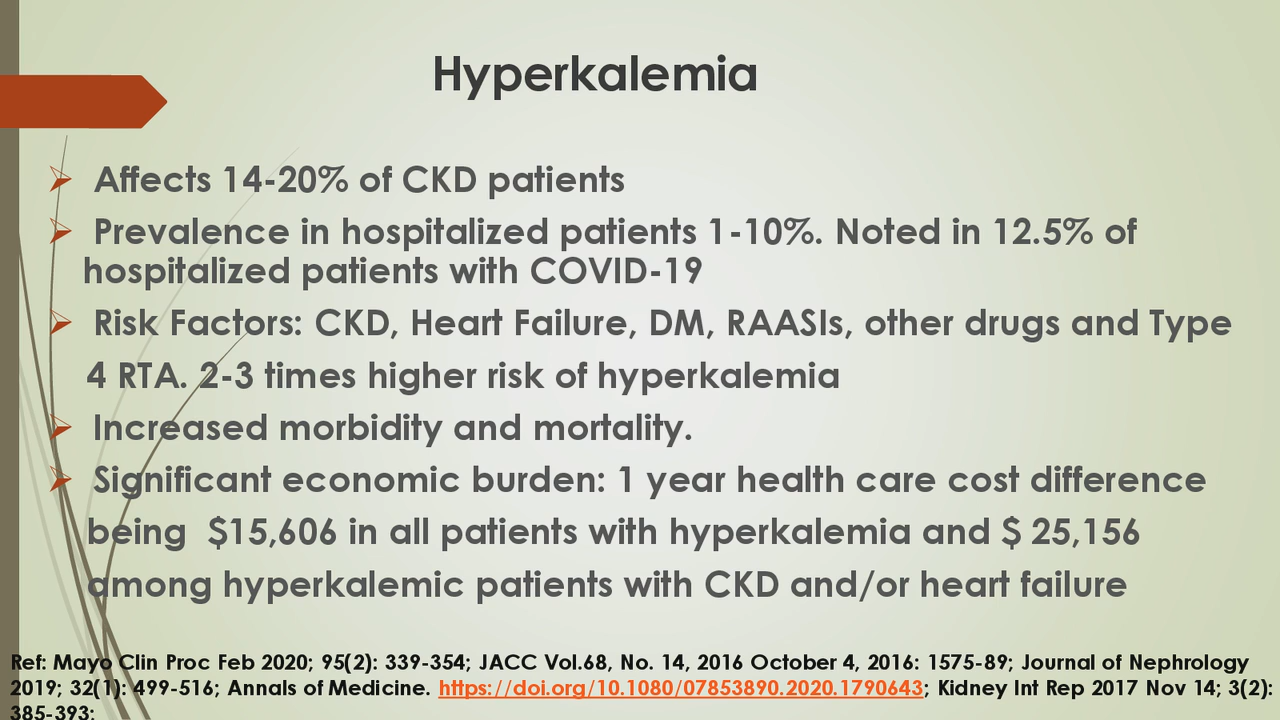 Hyperkalemia
Affects 14-20% of CKD patients
Prevalence in hospitalized patients 1-10%. Noted in 12.5% of
hospitalized patients with COVID-19
Risk Factors: CKD, Heart Failure, DM, RAASIs, other drugs and Type
4 RTA. 2-3 times higher risk of hyperkalemia
Increased morbidity and mortality.
Significant economic burden: 1 year health care cost difference
being $15,606 in all patients with hyperkalemia and $ 25,156
among hyperkalemic patients with CKD and/or heart failure
Ref: Mayo Clin Proc Feb 2020; 95(2): 339-354; JACC Vol.68, No. 14, 2016 October 4, 2016: 1575-89; Journal of Nephrology
2019; 32(1): 499-516; Annals of Medicine. https://doi.org/10.1080/07853890.2020.1790643; Kidney Int Rep 2017 Nov 14; 3(2):
385-393;